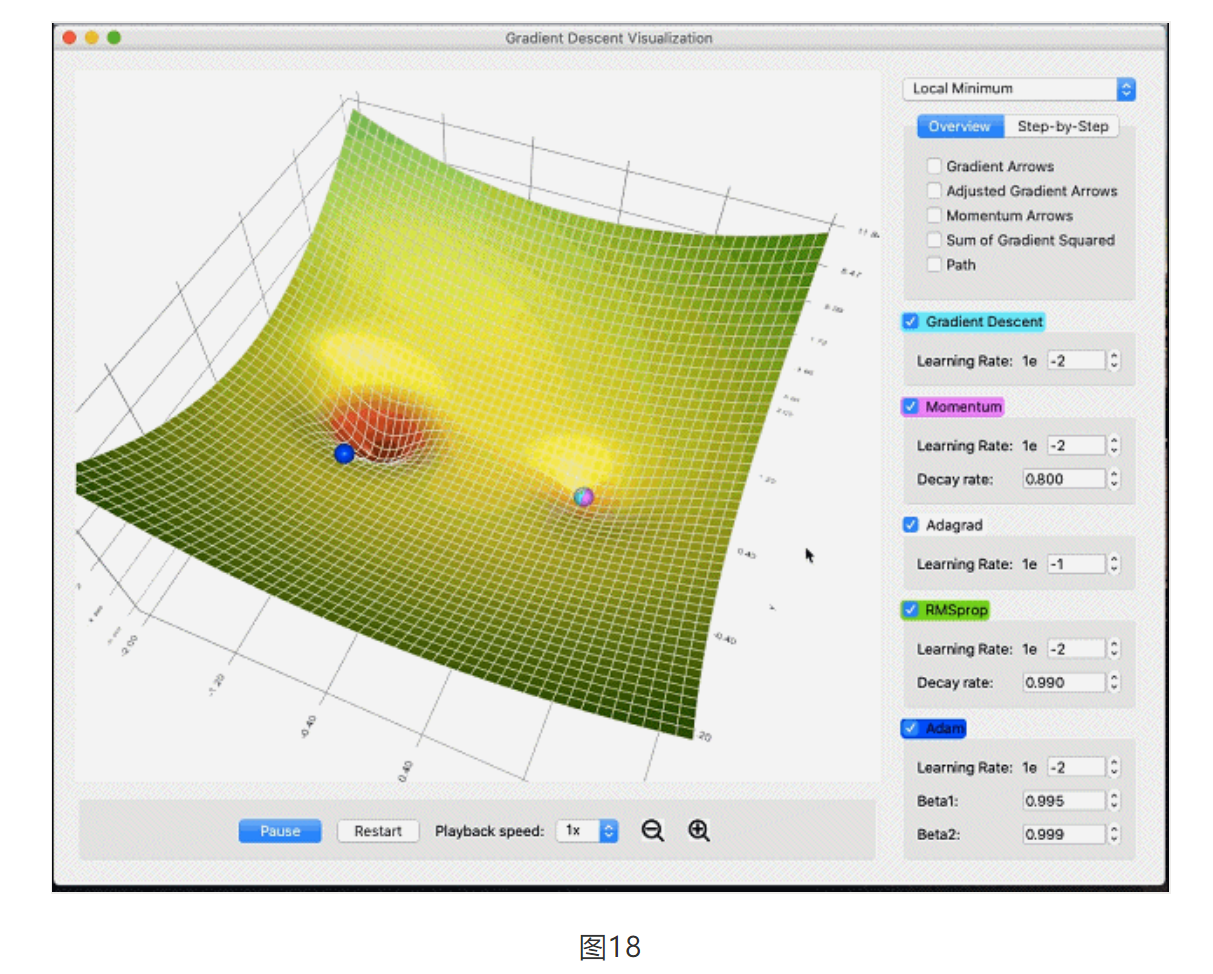 Gradient Descent Visualization
Local Minimum
Overview Step-by-Step
Gradient Arrows
Adjusted Gradient Arrows
Momentum Arrows
Sum of Gradient Squared
Path
Gradient Descent
Learning Rate: 1e -2
Momentum
Learning Rate: 1e -2
Decay rate: 0.800
Adagrad
Learning Rate: 1e -1
RMSprop
Learning Rate: 1e -2
Decay rate: 0.990
Adam
Learning Rate: 1e -2
Beta1: 0.995
Beta2: 0.999
0.40
-0.40
20
-2.00
-1.20
-0.40
0.40
Pause Restart Playback speed: 1x
图18